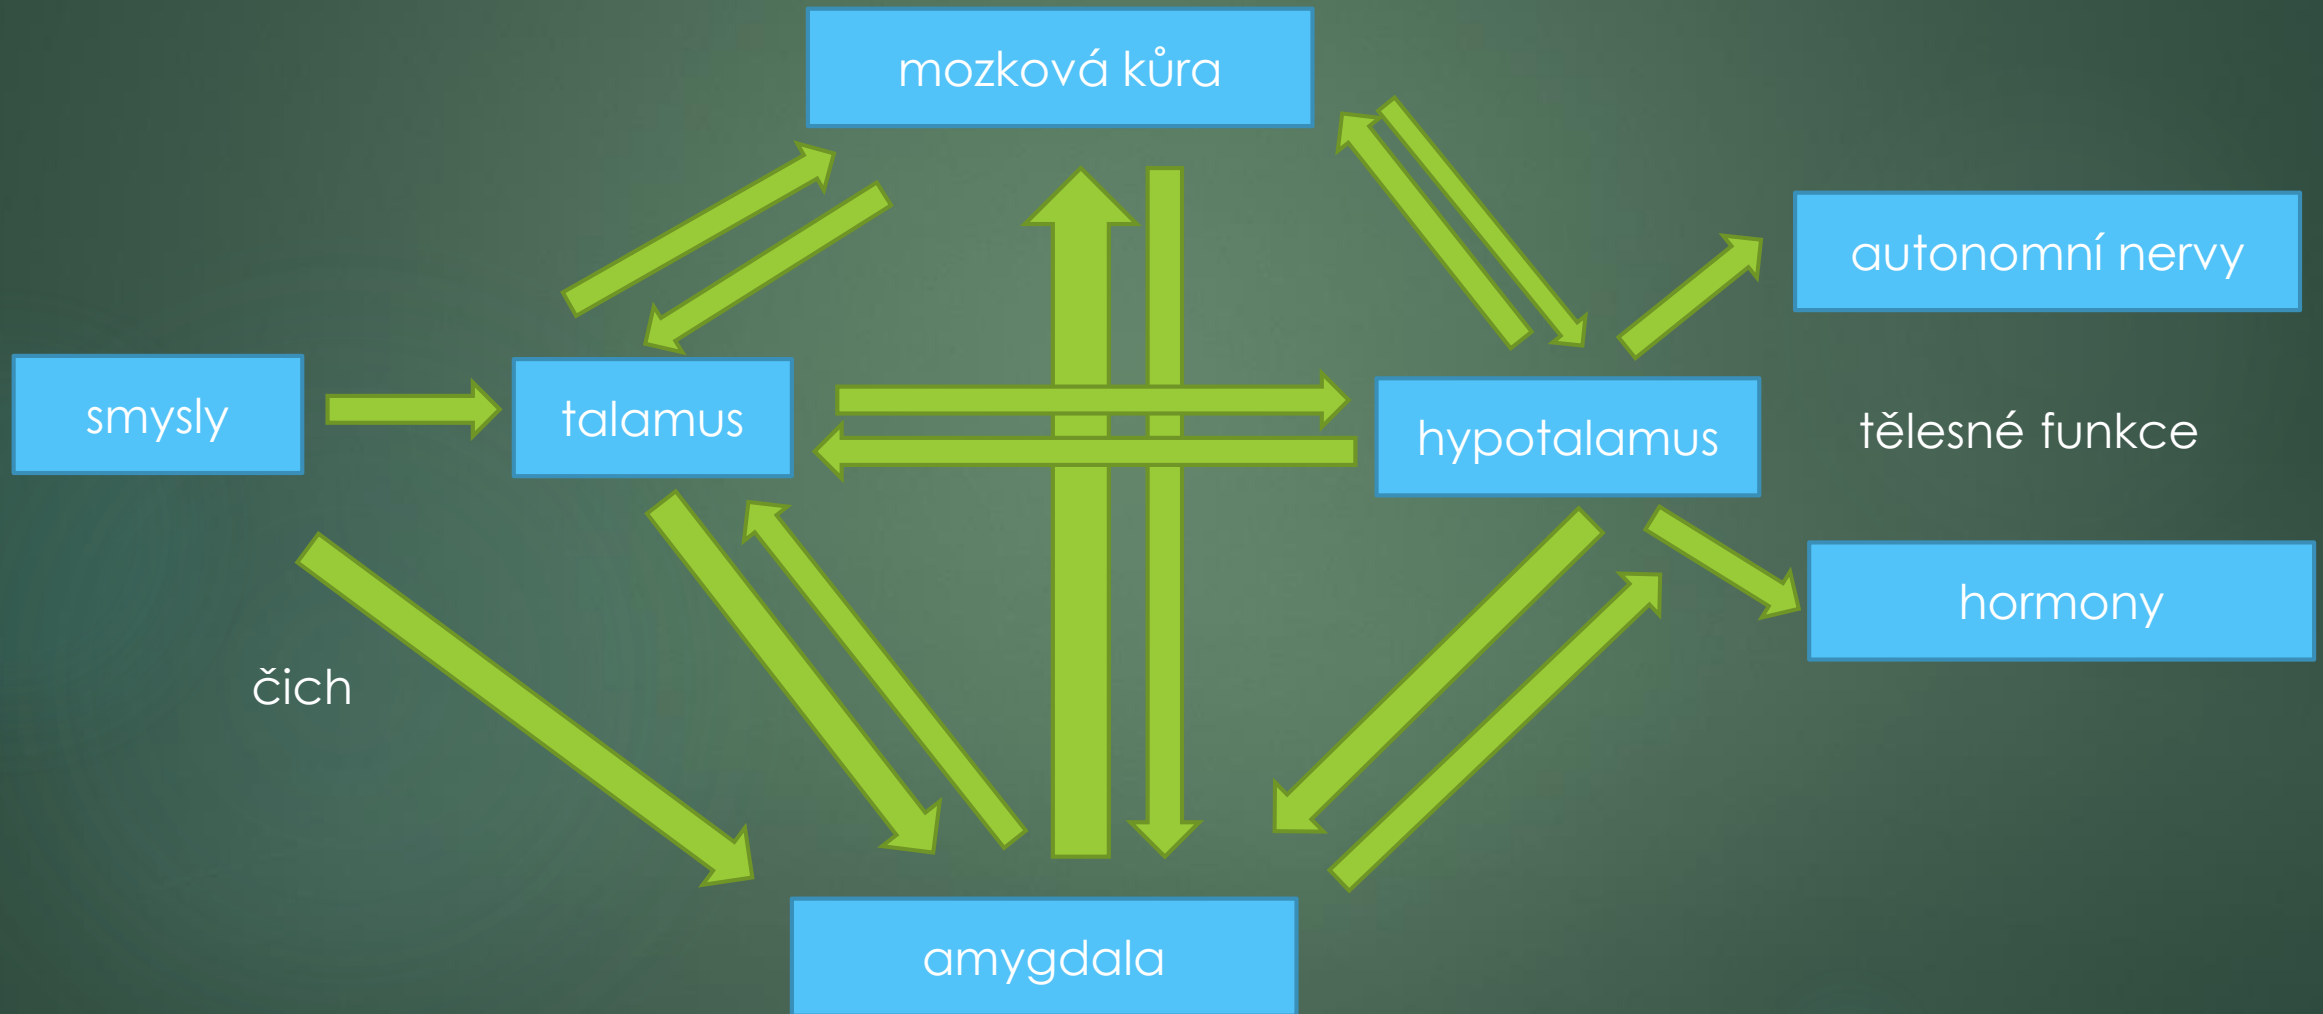 mozková kůra
autonomní nervy
smysly
talamus
hypotalamus
tělesné funkce
hormony
čich
amygdala